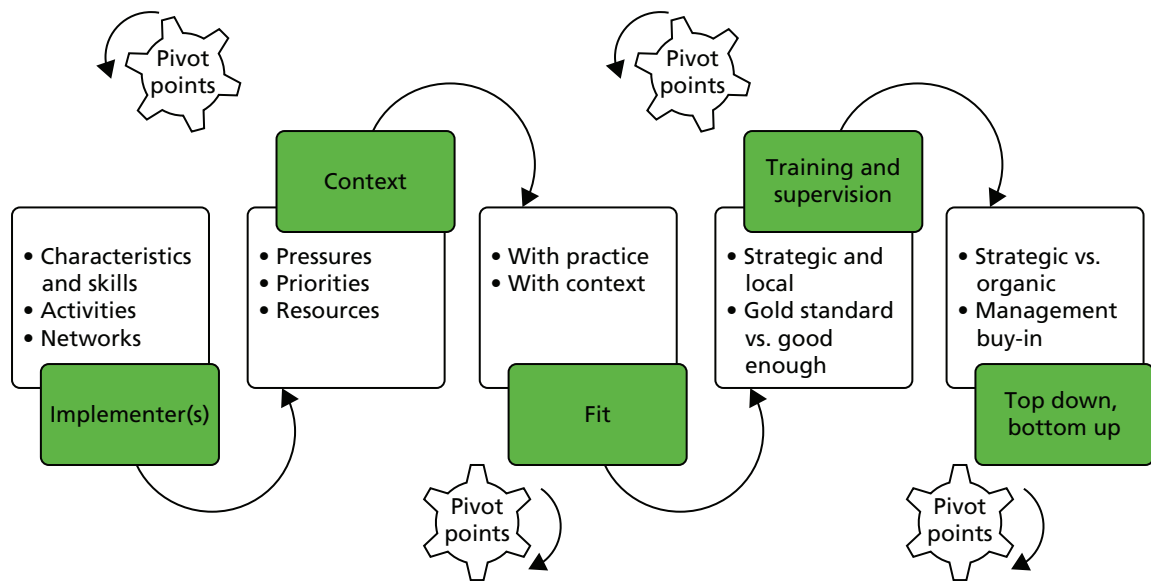 Pivot
points
Pivot
points
Context
Training and
supervision
• Characteristics
and skills
• Activities
• Networks
• Pressures
• Priorities
• Resources
• With practice
• With context
• Strategic and
local
• Gold standard
vs. good
enough
• Strategic vs.
organic
• Management
buy-in
Implementer(s)
Fit
Top down,
bottom up
Pivot
points
Pivot
points